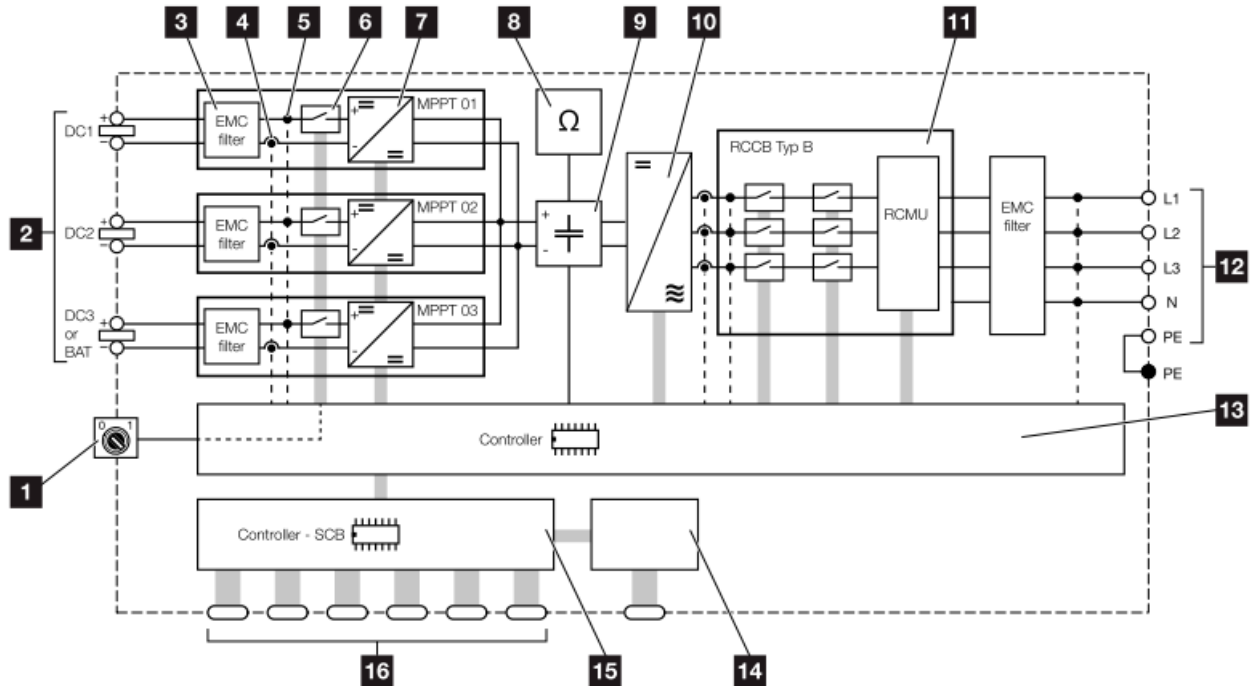 3 4 5 6 7 8 9 10 11
EMC filter
MPPT 01
+ = - =
DC1 + -
Ω
RCCB Typ B
2
DC2 + -
EMC filter
MPPT 02
+ = - =
+ -
= ≋
RCMU
EMC filter
L1
L2
L3
N
PE
PE
12
DC3 or BAT + -
EMC filter
MPPT 03
+ = - =
0 1
1
Controller
13
Controller - SCB
16 15 14